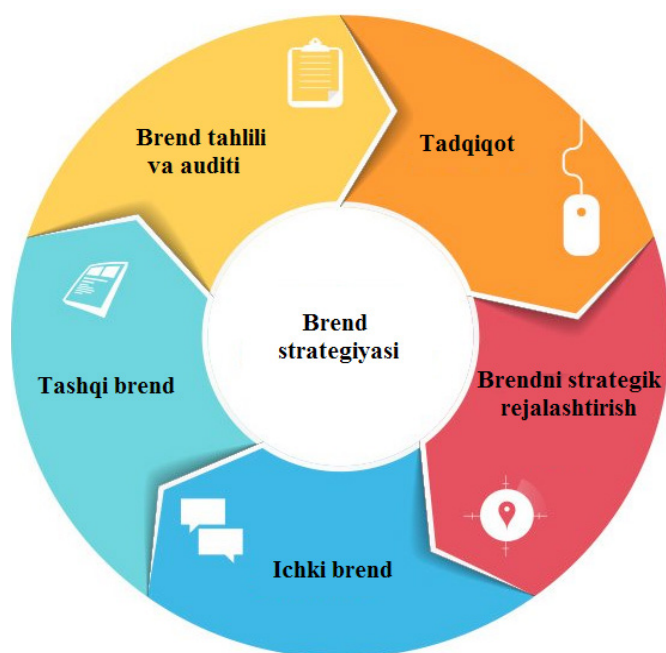 Brend tahlili
va auditi
Tadqiqot
Brend
strategiyasi
Brendni strategik
rejalashtirish
Tashqi brend
Ichki brend